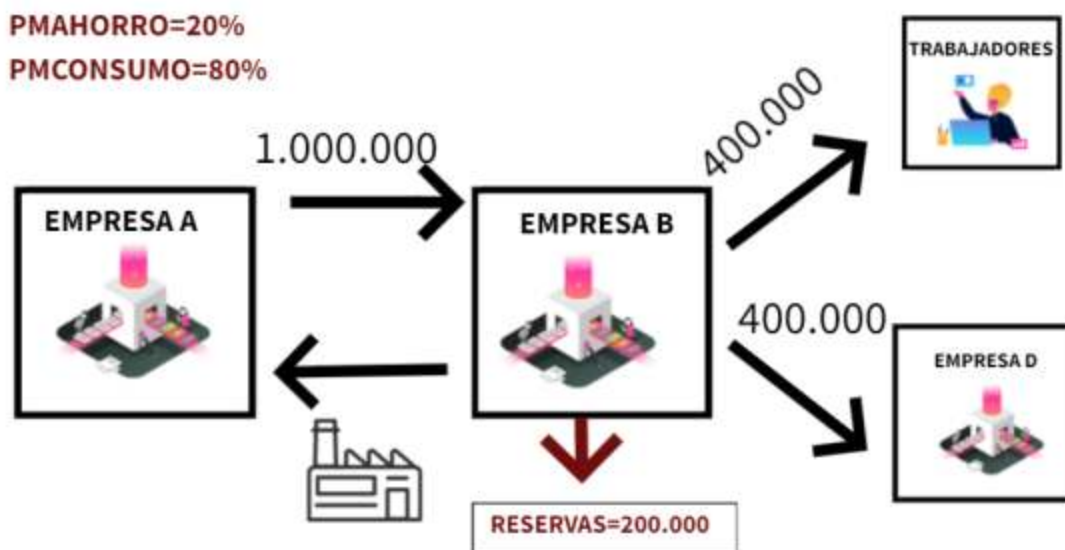 PMAHORRO=20%
PMCONSUMO=80%
1.000.000
400.000
TRABAJADORES
EMPRESA A
EMPRESA B
400.000
EMPRESA D
RESERVAS=200.000